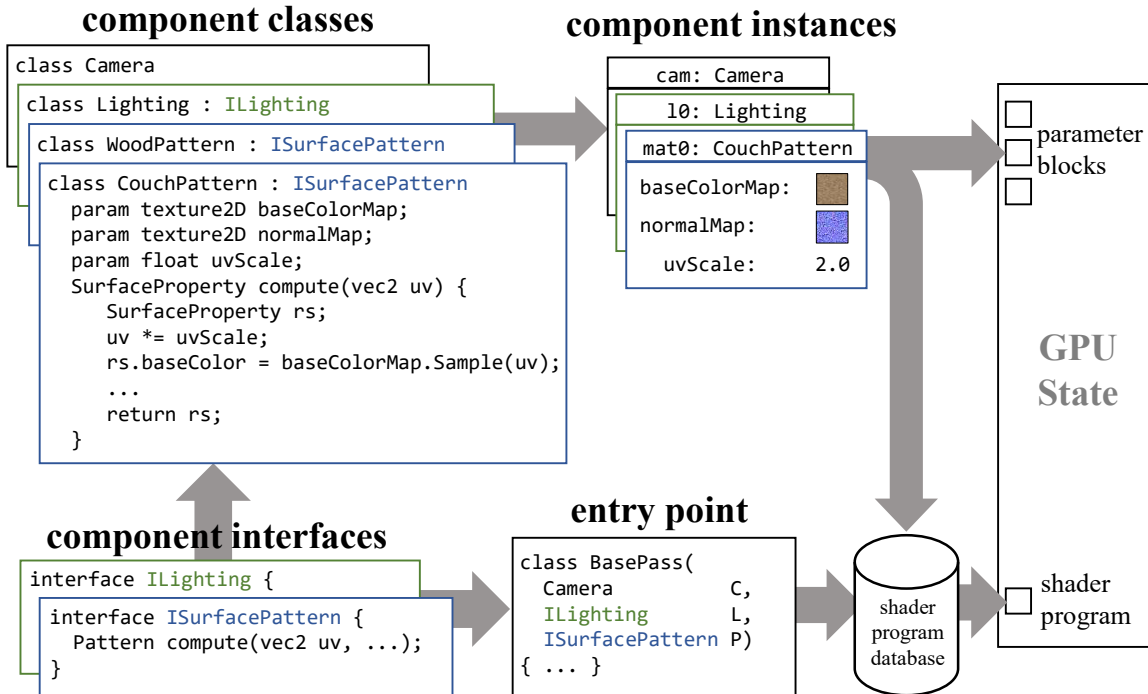 component classes
class Camera
class Lighting : ILighting
class WoodPattern : ISurfacePattern
class CouchPattern : ISurfacePattern
param texture2D baseColorMap;
param texture2D normalMap;
param float uvScale;
SurfaceProperty compute(vec2 uv) {
SurfaceProperty rs;
uv *= uvScale;
rs.baseColor = baseColorMap.Sample(uv);
...
return rs;
}
component instances
cam: Camera
l0: Lighting
mat0: CouchPattern
baseColorMap:
normalMap:
uvScale: 2.0
parameter
blocks
GPU
State
component interfaces
interface ILighting {
interface ISurfacePattern {
Pattern compute(vec2 uv, ...);
}
entry point
class BasePass(
Camera C,
ILighting L,
ISurfacePattern P)
{ ... }
shader
program
database
shader
program